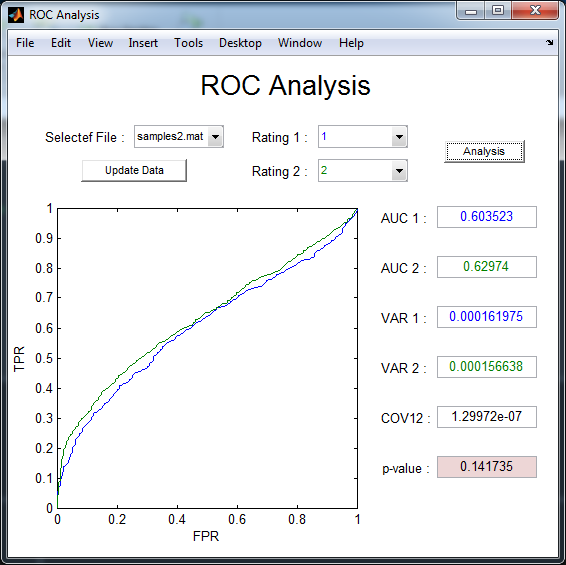 ROC Analysis
File Edit View Insert Tools Desktop Window Help
ROC Analysis
Selectef File : samples2.mat Rating 1 : 1 Analysis
Update Data Rating 2 : 2
1
0.9
0.8
0.7
0.6
0.5
0.4
0.3
0.2
0.1
0
TPR
0 0.2 0.4 0.6 0.8 1
FPR
AUC 1 : 0.603523
AUC 2 : 0.62974
VAR 1 : 0.000161975
VAR 2 : 0.000156638
COV12 : 1.29972e-07
p-value : 0.141735